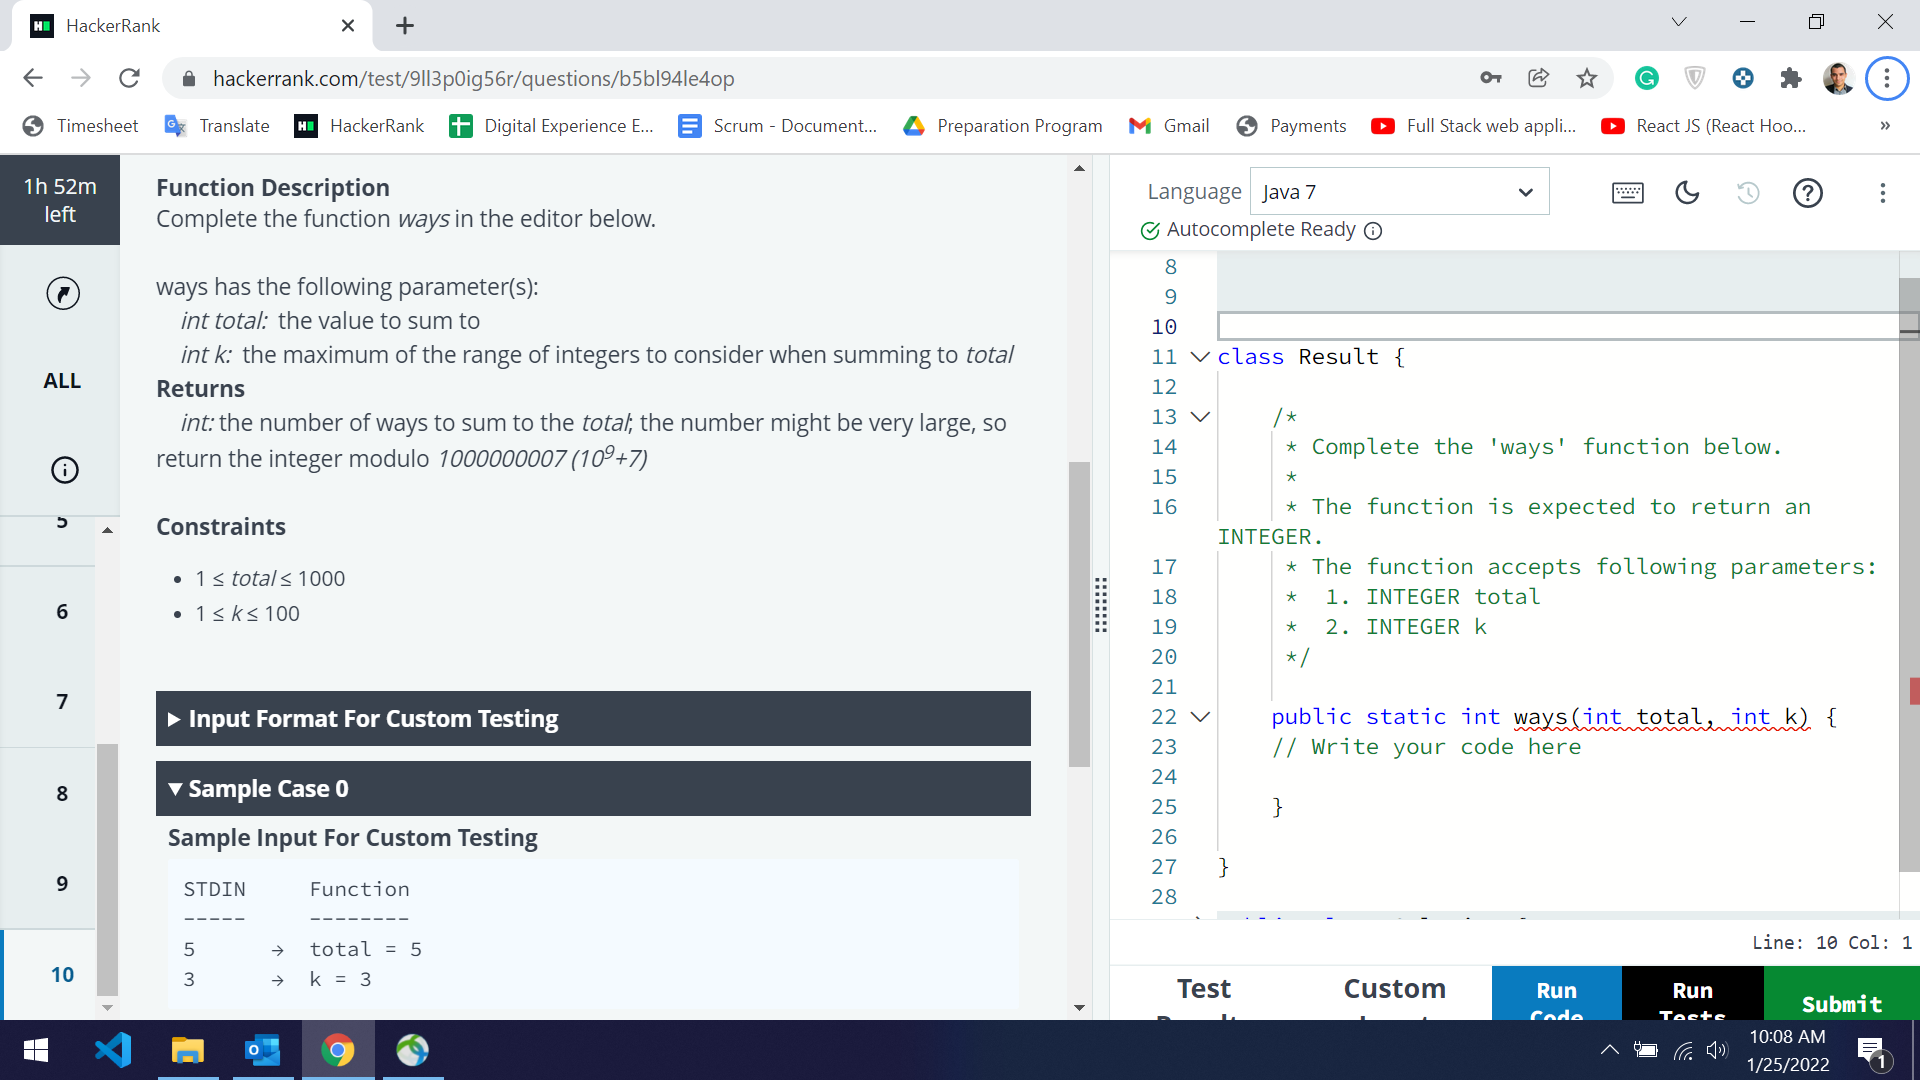 HackerRank
hackerrank.com/test/9ll3p0ig56r/questions/b5bl94le4op
Timesheet
Translate
HackerRank
Digital Experience E...
Scrum - Document...
Preparation Program
Gmail
Payments
Full Stack web appli...
React JS (React Hoo...
»
1h 52m
left
ALL
5
6
7
8
9
10
Function Description
Complete the function ways in the editor below.
ways has the following parameter(s):
int total: the value to sum to
int k: the maximum of the range of integers to consider when summing to total
Returns
int: the number of ways to sum to the total; the number might be very large, so
return the integer modulo 1000000007 (10⁹+7)
Constraints
• 1 ≤ total ≤ 1000
• 1 ≤ k ≤ 100
Input Format For Custom Testing
Sample Case 0
Sample Input For Custom Testing
STDIN Function
----- --------
5 → total = 5
3 → k = 3
Language Java 7
Autocomplete Ready
8
9
10
11 class Result {
12
13 /*
14 * Complete the 'ways' function below.
15 *
16 * The function is expected to return an
INTEGER.
17 * The function accepts following parameters:
18 * 1. INTEGER total
19 * 2. INTEGER k
20 */
21
22 public static int ways(int total, int k) {
23 // Write your code here
24
25 }
26
27 }
28
Line: 10 Col: 1
Test
Custom
Run
Code
Run
Tests
Submit
10:08 AM
1/25/2022
1